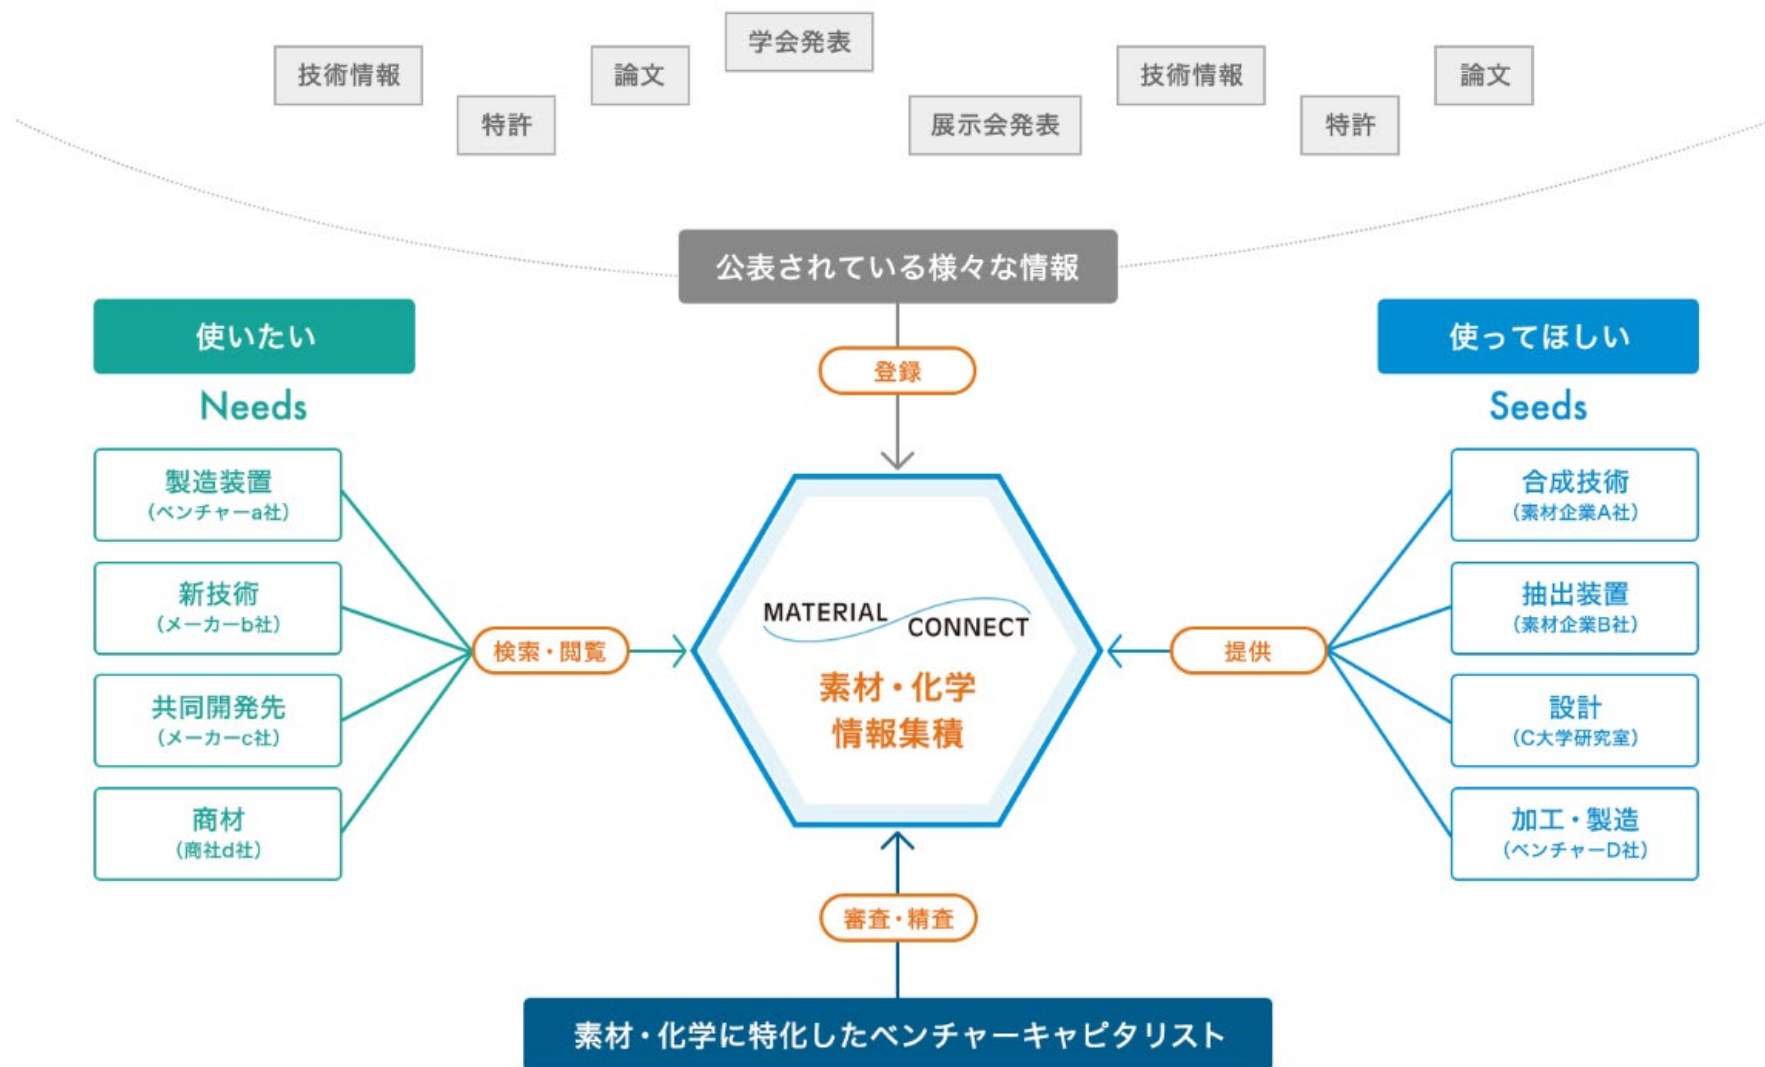 学会発表
技術情報
論文
技術情報
論文
特許
展示会発表
特許
公表されている様々な情報
使いたい
Needs
製造装置
（ベンチャーa社）
新技術
（メーカーb社）
共同開発先
（メーカーc社）
商材
（商社d社）
検索・閲覧
登録
MATERIAL CONNECT
素材・化学
情報集積
審査・精査
提供
使ってほしい
Seeds
合成技術
（素材企業A社）
抽出装置
（素材企業B社）
設計
（C大学研究室）
加工・製造
（ベンチャーD社）
素材・化学に特化したベンチャーキャピタリスト